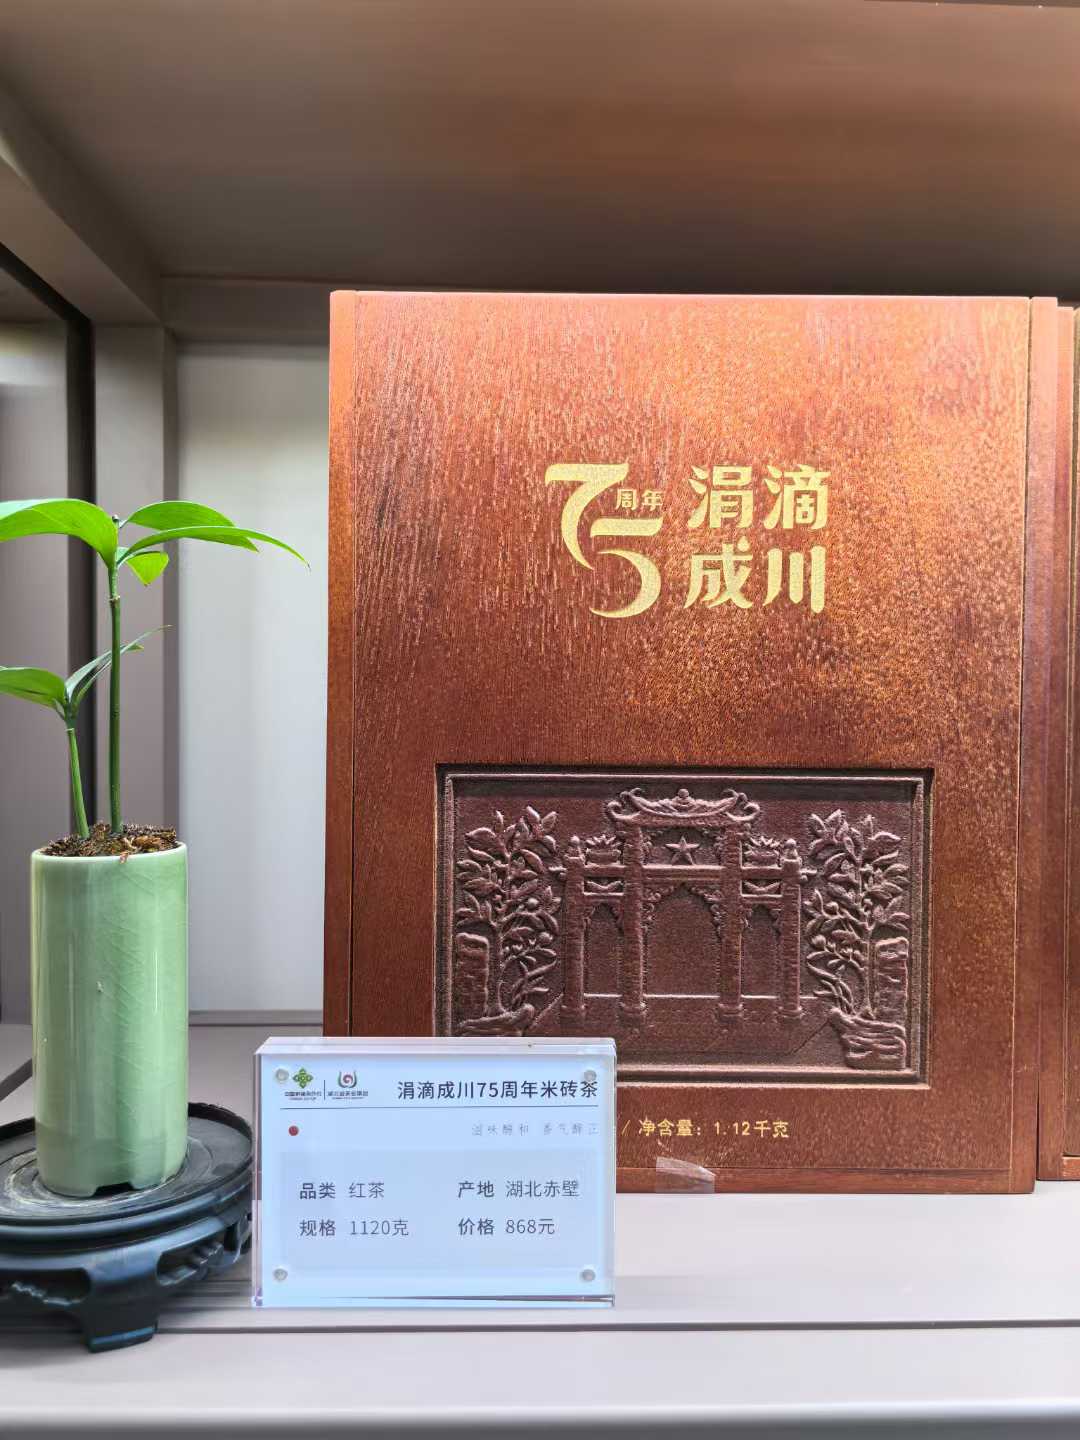 75周年
涓滴
成川
/ 净含量：1.12千克
涓滴成川75周年米砖茶
滋味醇和 香气醇正
品类 红茶 产地 湖北赤壁
规格 1120克 价格 868元